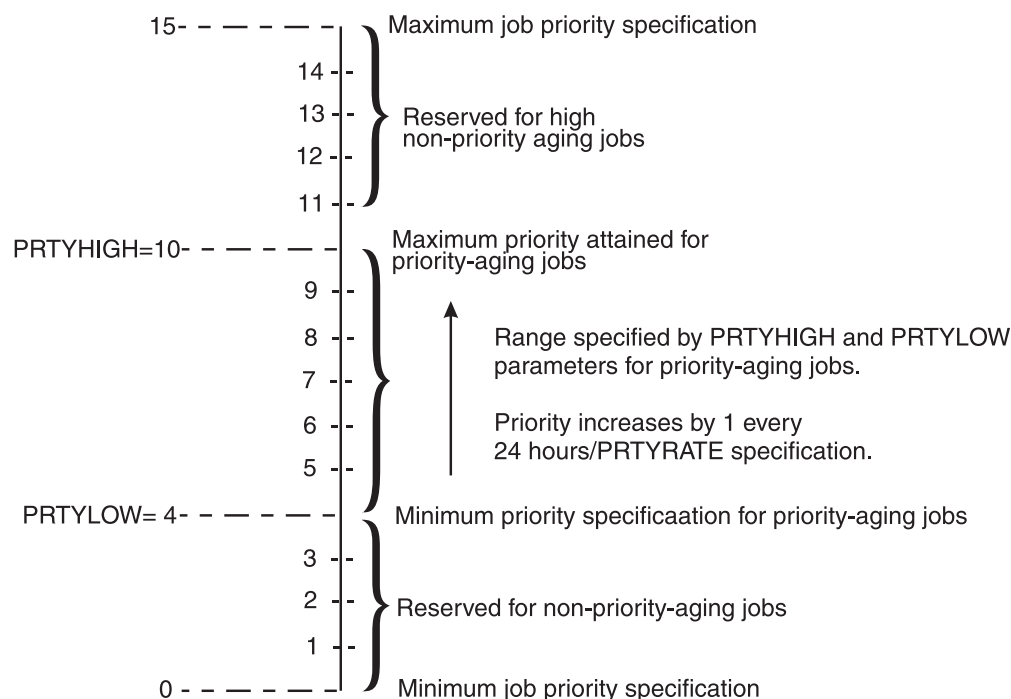 15 Maximum job priority specification
14
13 Reserved for high
non-priority aging jobs
12
11
PRTYHIGH=10 Maximum priority attained for
priority-aging jobs
9
8 Range specified by PRTYHIGH and PRTYLOW
parameters for priority-aging jobs.
7
6 Priority increases by 1 every
24 hours/PRTYRATE specification.
5
PRTYLOW= 4 Minimum priority specificaation for priority-aging jobs
3
2 Reserved for non-priority-aging jobs
1
0 Minimum job priority specification